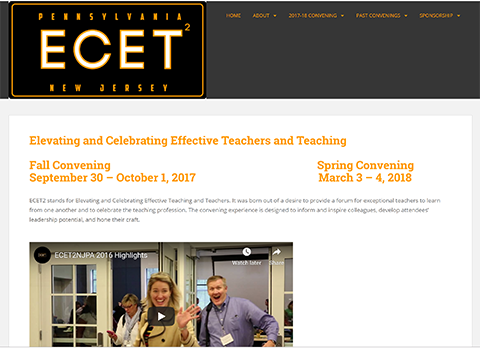 PENNSYLVANIA
ECET2
NEW JERSEY
HOME ABOUT 2017-18 CONVENING PAST CONVENINGS SPONSORSHIP
Elevating and Celebrating Effective Teachers and Teaching
Fall Convening Spring Convening
September 30 – October 1, 2017 March 3 – 4, 2018
ECET2 stands for Elevating and Celebrating Effective Teaching and Teachers. It was born out of a desire to provide a forum for exceptional teachers to learn
from one another and to celebrate the teaching profession. The convening experience is designed to inform and inspire colleagues, develop attendees'
leadership potential, and hone their craft.
ECET2NJPA 2016 Highlights
Watch later Share